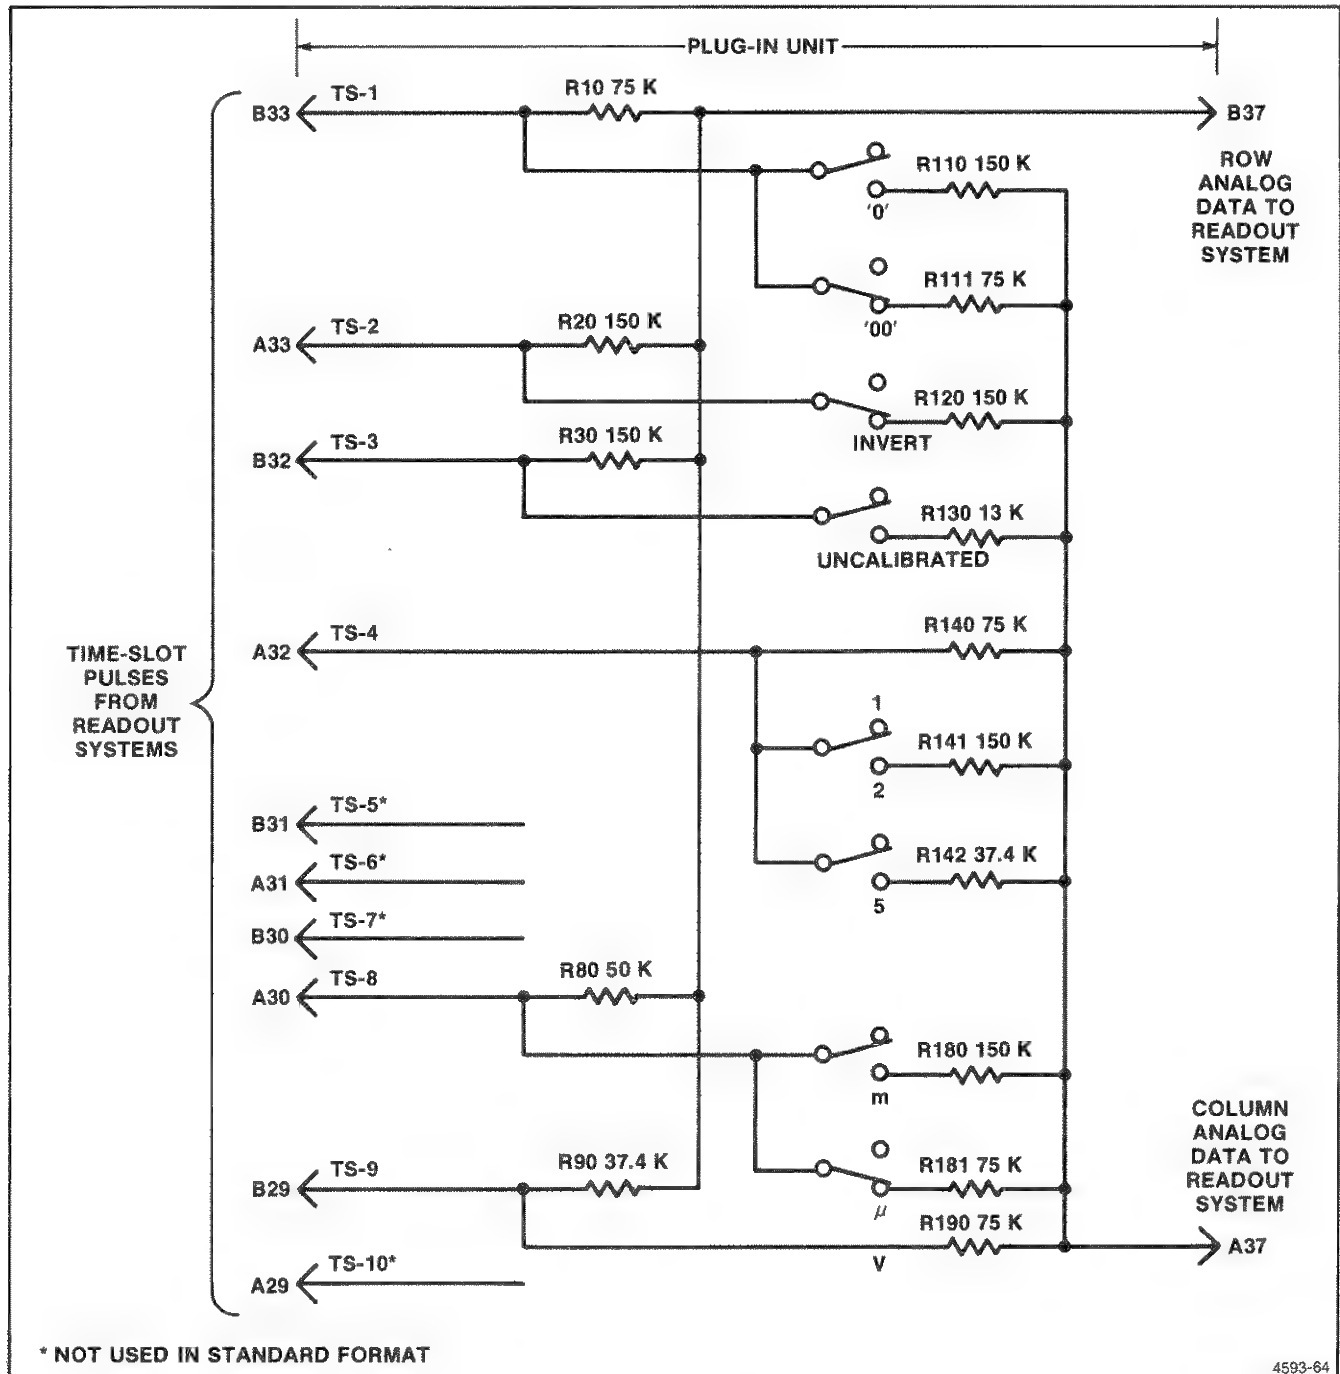 PLUG-IN UNIT
R10 75 K
TS-1
B33
B37
ROW
ANALOG
DATA TO
READOUT
SYSTEM
R110 150 K
'0'
R111 75 K
'00'
R20 150 K
TS-2
A33
R120 150 K
INVERT
R30 150 K
TS-3
B32
R130 13 K
UNCALIBRATED
R140 75 K
TS-4
A32
TIME-SLOT
PULSES
FROM
READOUT
SYSTEMS
1
R141 150 K
2
TS-5*
B31
R142 37.4 K
5
TS-6*
A31
TS-7*
B30
R80 50 K
TS-8
A30
R180 150 K
m
COLUMN
ANALOG
DATA TO
READOUT
SYSTEM
R90 37.4 K
TS-9
B29
R181 75 K
μ
R190 75 K
V
A37
TS-10*
A29
* NOT USED IN STANDARD FORMAT
4593-64